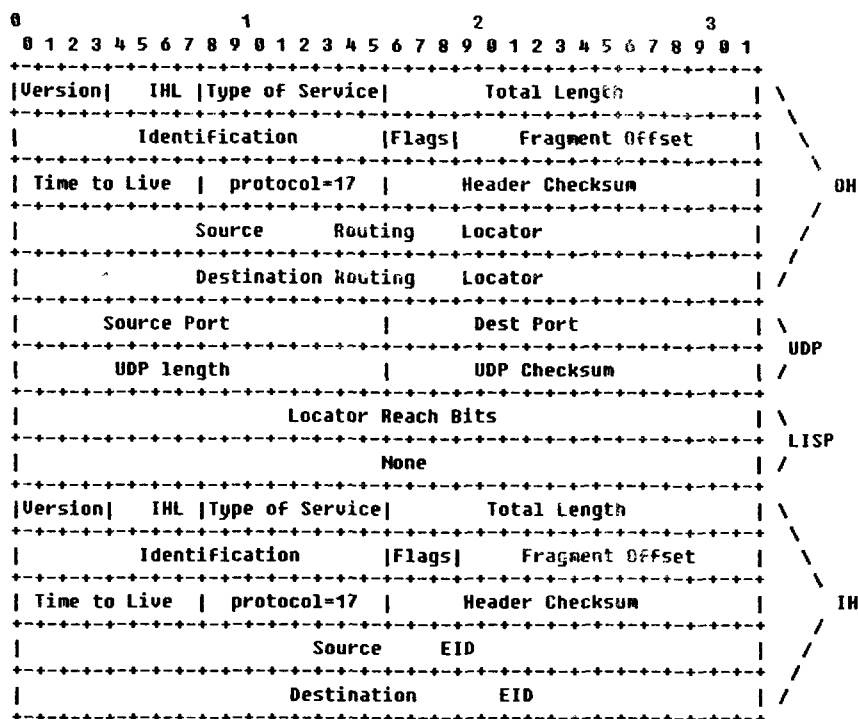 0 1 2 3
0 1 2 3 4 5 6 7 8 9 0 1 2 3 4 5 6 7 8 9 0 1 2 3 4 5 6 7 8 9 0 1
+-+-+-+-+-+-+-+-+-+-+-+-+-+-+-+-+-+-+-+-+-+-+-+-+-+-+-+-+-+-+-+-+
|Version| IHL |Type of Service| Total Length | \
+-+-+-+-+-+-+-+-+-+-+-+-+-+-+-+-+-+-+-+-+-+-+-+-+-+-+-+-+-+-+-+-+ \
| Identification |Flags| Fragment Offset | \
+-+-+-+-+-+-+-+-+-+-+-+-+-+-+-+-+-+-+-+-+-+-+-+-+-+-+-+-+-+-+-+-+ \
| Time to Live | protocol=17 | Header Checksum | OH
+-+-+-+-+-+-+-+-+-+-+-+-+-+-+-+-+-+-+-+-+-+-+-+-+-+-+-+-+-+-+-+-+ /
| Source Routing Locator | /
+-+-+-+-+-+-+-+-+-+-+-+-+-+-+-+-+-+-+-+-+-+-+-+-+-+-+-+-+-+-+-+-+ /
| Destination Routing Locator | /
+-+-+-+-+-+-+-+-+-+-+-+-+-+-+-+-+-+-+-+-+-+-+-+-+-+-+-+-+-+-+-+-+
| Source Port | Dest Port | \
+-+-+-+-+-+-+-+-+-+-+-+-+-+-+-+-+-+-+-+-+-+-+-+-+-+-+-+-+-+-+-+-+ UDP
| UDP length | UDP Checksum | /
+-+-+-+-+-+-+-+-+-+-+-+-+-+-+-+-+-+-+-+-+-+-+-+-+-+-+-+-+-+-+-+-+
| Locator Reach Bits | \
+-+-+-+-+-+-+-+-+-+-+-+-+-+-+-+-+-+-+-+-+-+-+-+-+-+-+-+-+-+-+-+-+ LISP
| None | /
+-+-+-+-+-+-+-+-+-+-+-+-+-+-+-+-+-+-+-+-+-+-+-+-+-+-+-+-+-+-+-+-+
|Version| IHL |Type of Service| Total Length | \
+-+-+-+-+-+-+-+-+-+-+-+-+-+-+-+-+-+-+-+-+-+-+-+-+-+-+-+-+-+-+-+-+ \
| Identification |Flags| Fragment Offset | \
+-+-+-+-+-+-+-+-+-+-+-+-+-+-+-+-+-+-+-+-+-+-+-+-+-+-+-+-+-+-+-+-+ \
| Time to Live | protocol=17 | Header Checksum | IH
+-+-+-+-+-+-+-+-+-+-+-+-+-+-+-+-+-+-+-+-+-+-+-+-+-+-+-+-+-+-+-+-+ /
| Source EID | /
+-+-+-+-+-+-+-+-+-+-+-+-+-+-+-+-+-+-+-+-+-+-+-+-+-+-+-+-+-+-+-+-+ /
| Destination EID | /
+-+-+-+-+-+-+-+-+-+-+-+-+-+-+-+-+-+-+-+-+-+-+-+-+-+-+-+-+-+-+-+-+